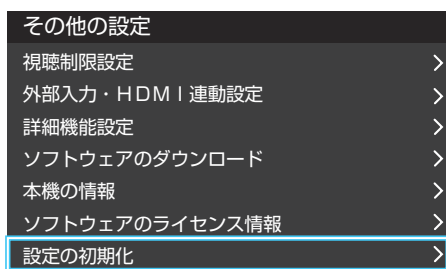 その他の設定
視聴制限設定
外部入力・ＨＤＭＩ連動設定
詳細機能設定
ソフトウェアのダウンロード
本機の情報
ソフトウェアのライセンス情報
設定の初期化